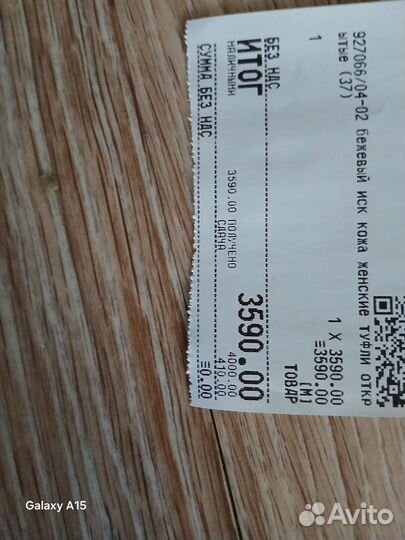 927066/04-02 бежевый иск кожа женские туфли откр
ытые (37)
1 1 X 3590.00
≡3590.00
[М]
ТОВАР
БЕЗ НДС
ИТОГ 3590.00
НАЛИЧНЫМИ
3590.00 ПОЛУЧЕНО 4000.00
СДАЧА 410.00
СУММА БЕЗ НДС ≡0.00
Galaxy A15
Avito